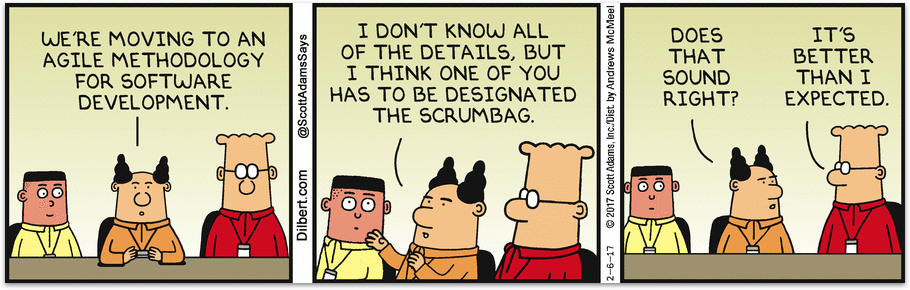 WE'RE MOVING TO AN
AGILE METHODOLOGY
FOR SOFTWARE
DEVELOPMENT.
Dilbert.com
@ScottAdamsSays
I DON'T KNOW ALL
OF THE DETAILS, BUT
I THINK ONE OF YOU
HAS TO BE DESIGNATED
THE SCRUMBAG.
2-6-17
© 2017 Scott Adams, Inc./Dist. by Andrews McMeel
DOES
THAT
SOUND
RIGHT?
IT'S
BETTER
THAN I
EXPECTED.